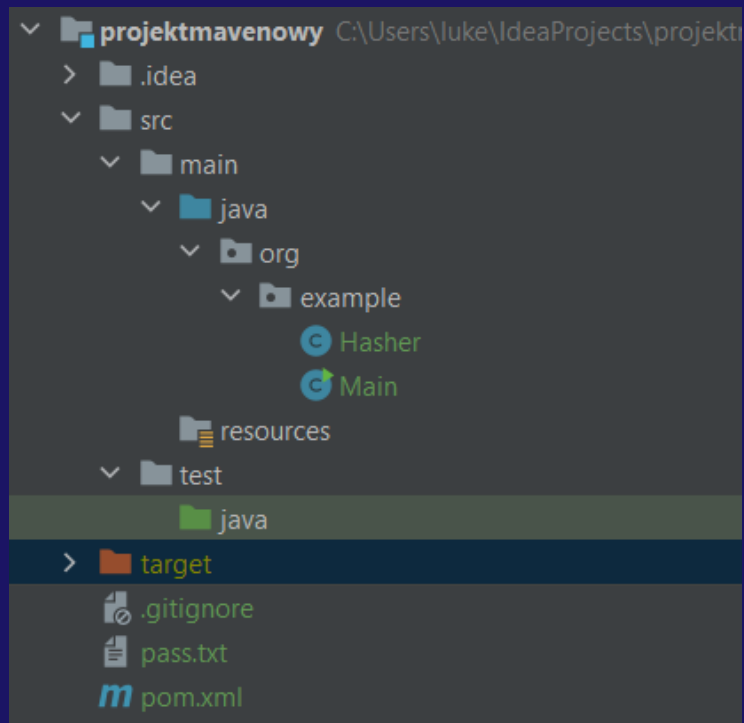 projektmavenowy C:\Users\luke\IdeaProjects\projekt
.idea
src
main
java
org
example
C Hasher
C Main
resources
test
java
target
.gitignore
pass.txt
m pom.xml